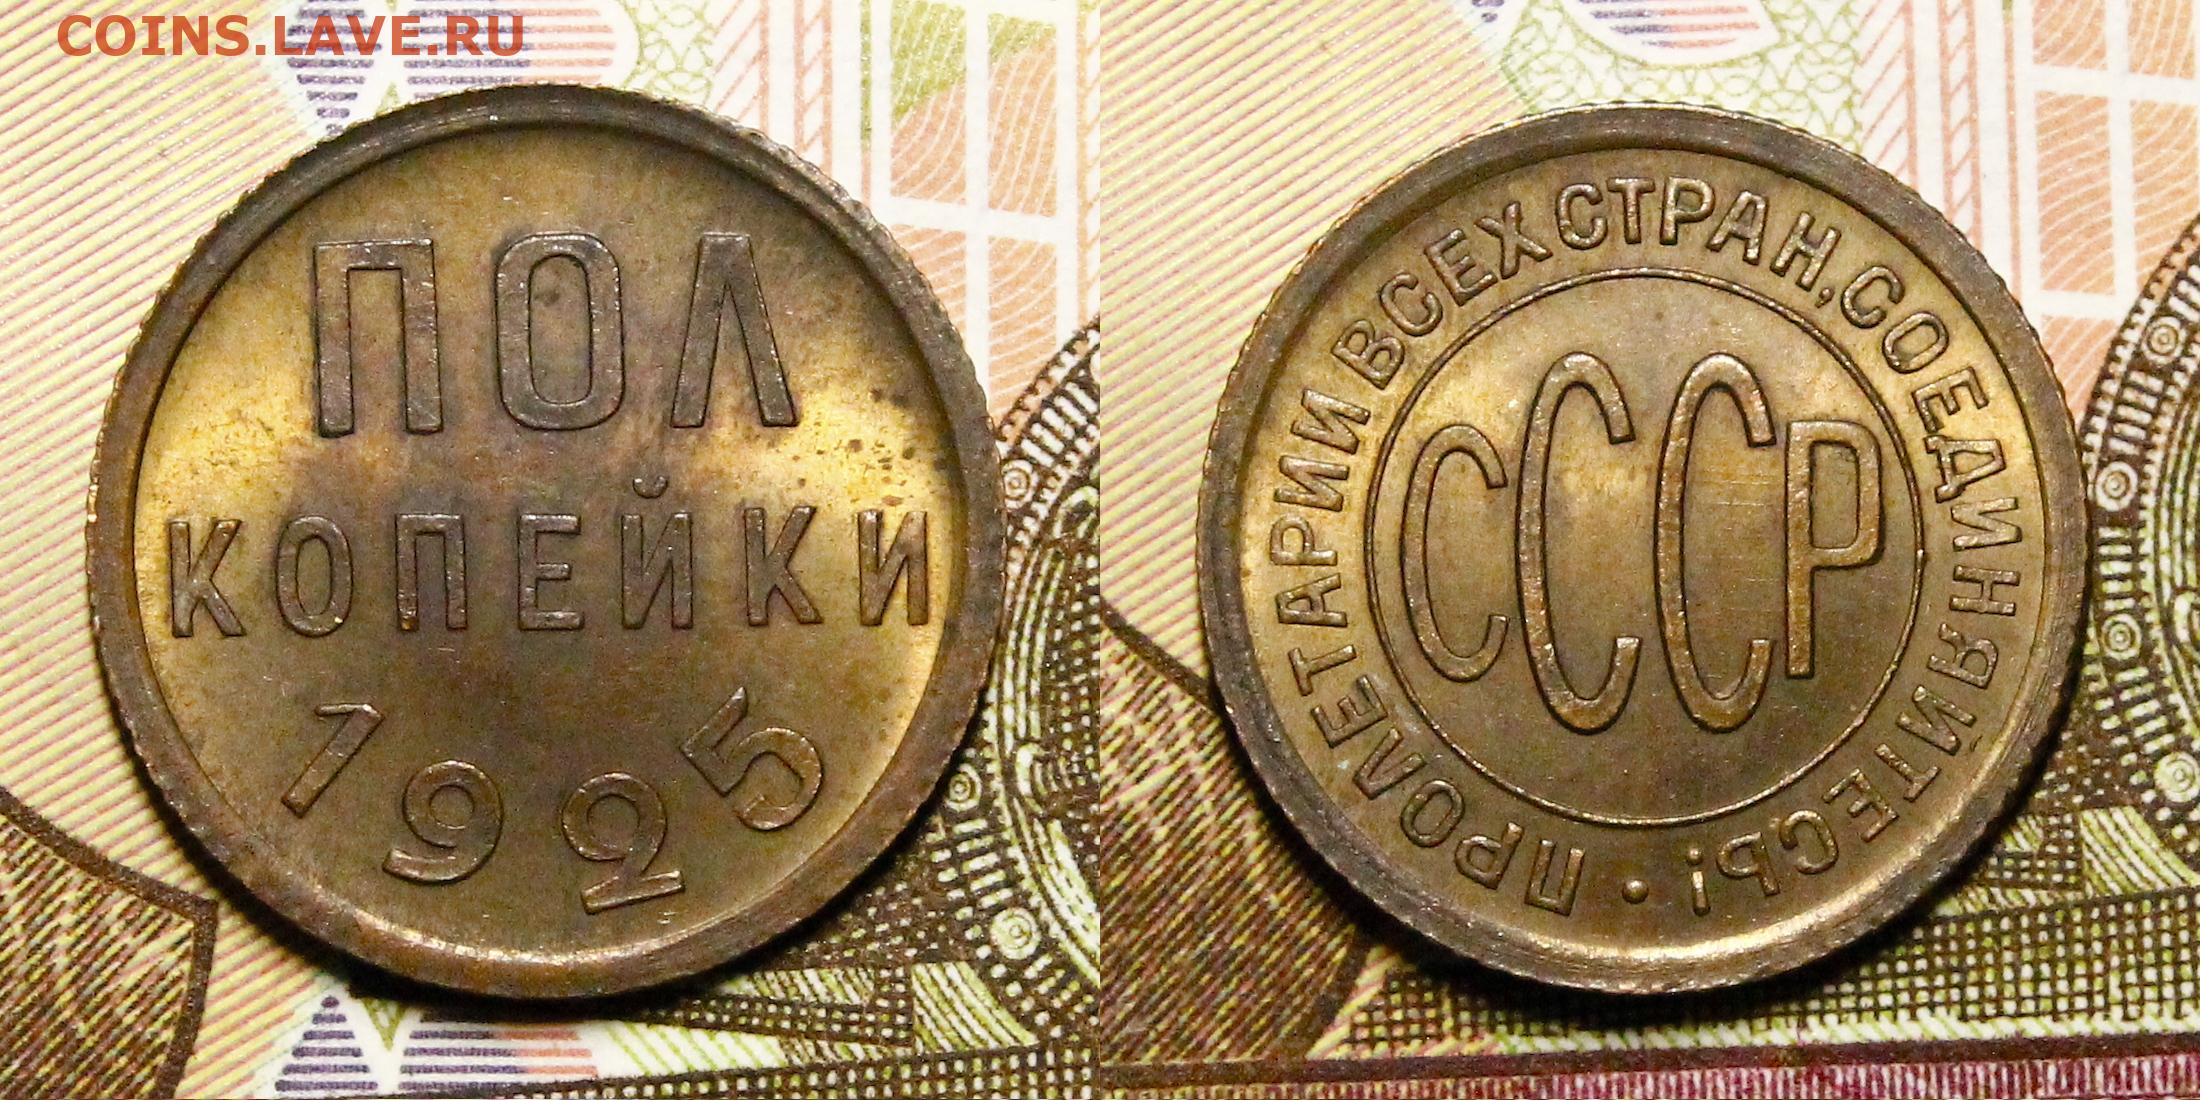 COINS.LAVE.RU
ПОЛ
КОПЕЙКИ
1925
ПРОЛЕТАРИИ ВСЕХ СТРАН, СОЕДИНЯЙТЕСЬ! •
СССР